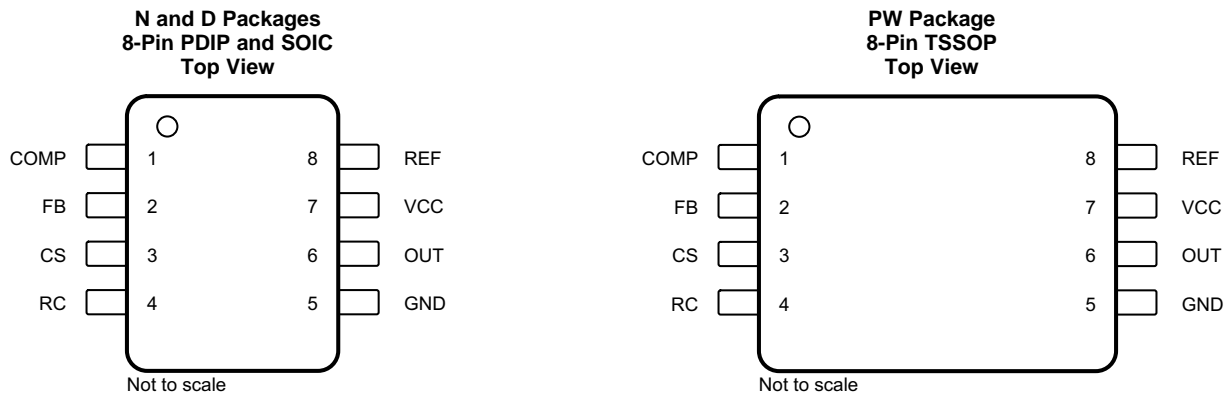 N and D Packages
8-Pin PDIP and SOIC
Top View
COMP 1 8 REF
FB 2 7 VCC
CS 3 6 OUT
RC 4 5 GND
Not to scale
PW Package
8-Pin TSSOP
Top View
COMP 1 8 REF
FB 2 7 VCC
CS 3 6 OUT
RC 4 5 GND
Not to scale